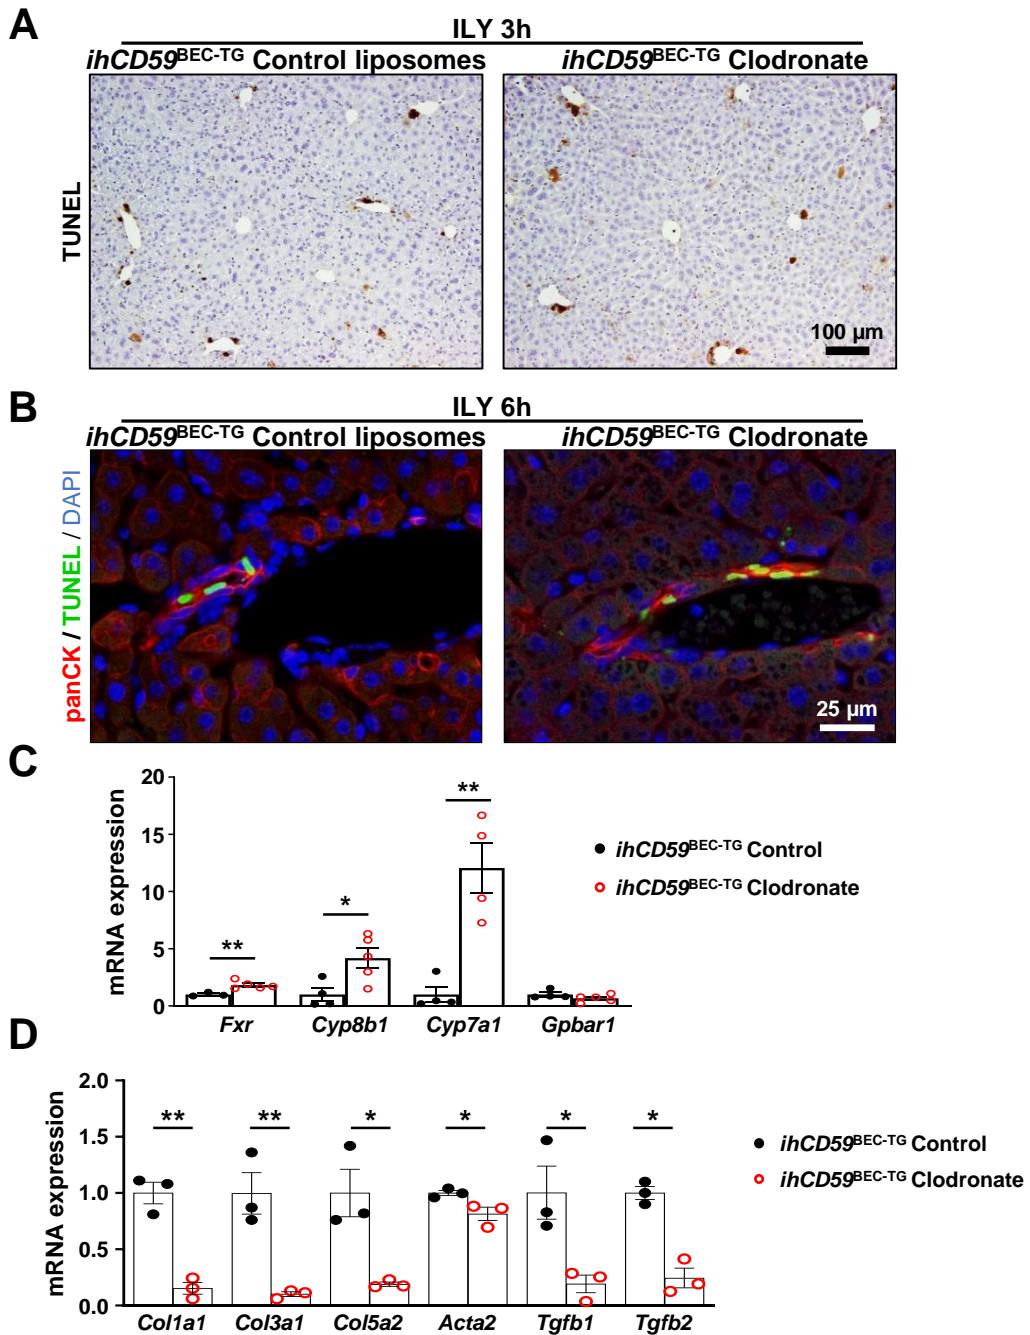 A
ILY 3h
ihCD59BEC-TG Control liposomes
ihCD59BEC-TG Clodronate
TUNEL
100 µm
B
ILY 6h
ihCD59BEC-TG Control liposomes
ihCD59BEC-TG Clodronate
panCK / TUNEL / DAPI
25 µm
C
mRNA expression
20
15
10
5
0
**
*
**
Fxr
Cyp8b1
Cyp7a1
Gpbar1
ihCD59BEC-TG Control
ihCD59BEC-TG Clodronate
D
mRNA expression
2.0
1.5
1.0
0.5
0.0
**
**
*
*
*
*
Col1a1
Col3a1
Col5a2
Acta2
Tgfb1
Tgfb2
ihCD59BEC-TG Control
ihCD59BEC-TG Clodronate